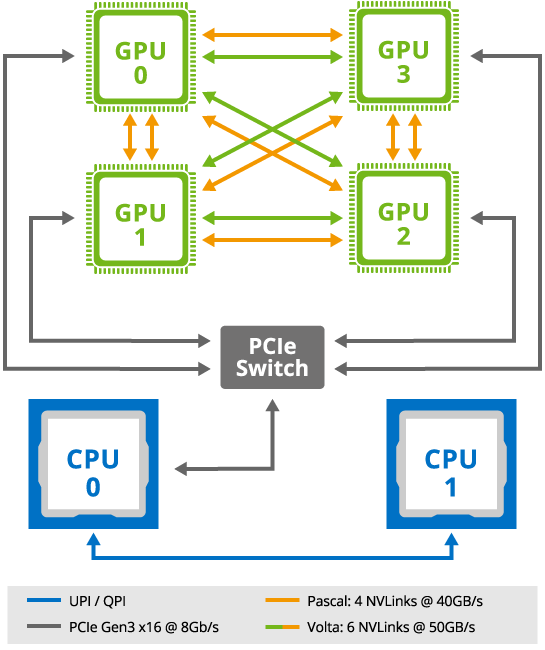 GPU
0
GPU
3
GPU
1
GPU
2
PCIe
Switch
CPU
0
CPU
1
UPI / QPI
PCIe Gen3 x16 @ 8Gb/s
Pascal: 4 NVLinks @ 40GB/s
Volta: 6 NVLinks @ 50GB/s